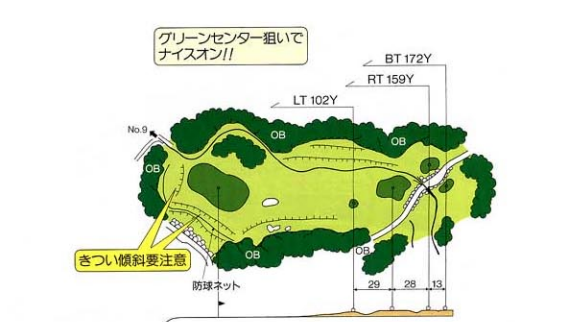 グリーンセンター狙いで
ナイスオン!!
BT 172Y
RT 159Y
LT 102Y
No.9
OB
OB
OB
OB
OB
きつい傾斜要注意
防球ネット
29
28
13